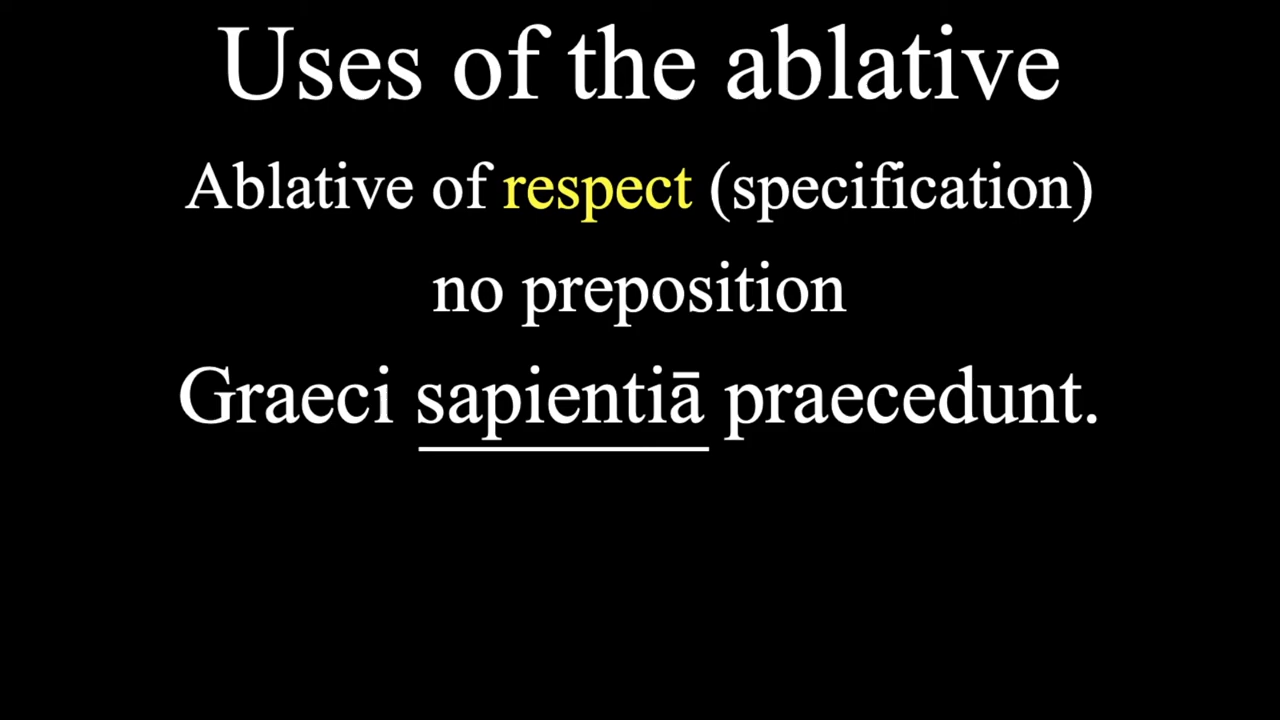 Uses of the ablative
Ablative of respect (specification)
no preposition
Graeci sapientiā praecedunt.